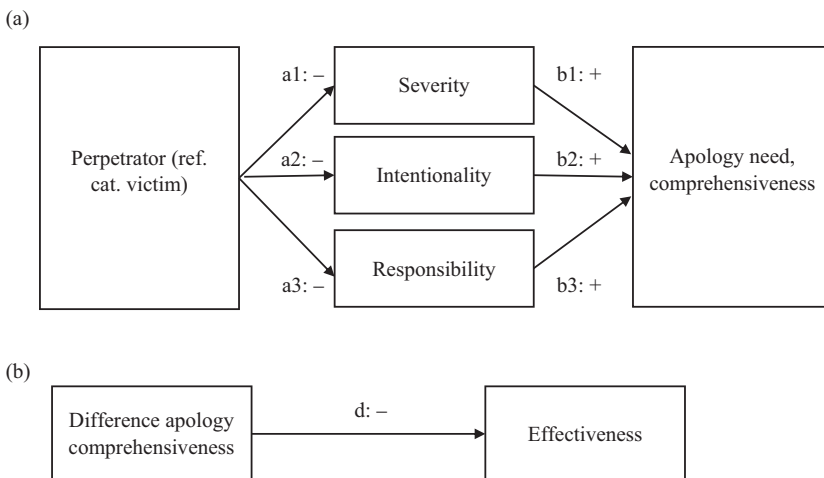 (a)
a1: –
Severity
b1: +
Perpetrator (ref.
cat. victim)
a2: –
Intentionality
b2: +
Apology need,
comprehensiveness
Responsibility
a3: –
b3: +
(b)
Difference apology
comprehensiveness
d: –
Effectiveness